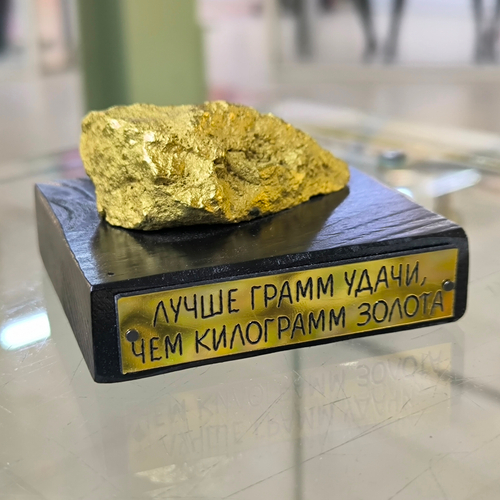 ЛУЧШЕ ГРАММ УДАЧИ,
ЧЕМ КИЛОГРАММ ЗОЛОТА